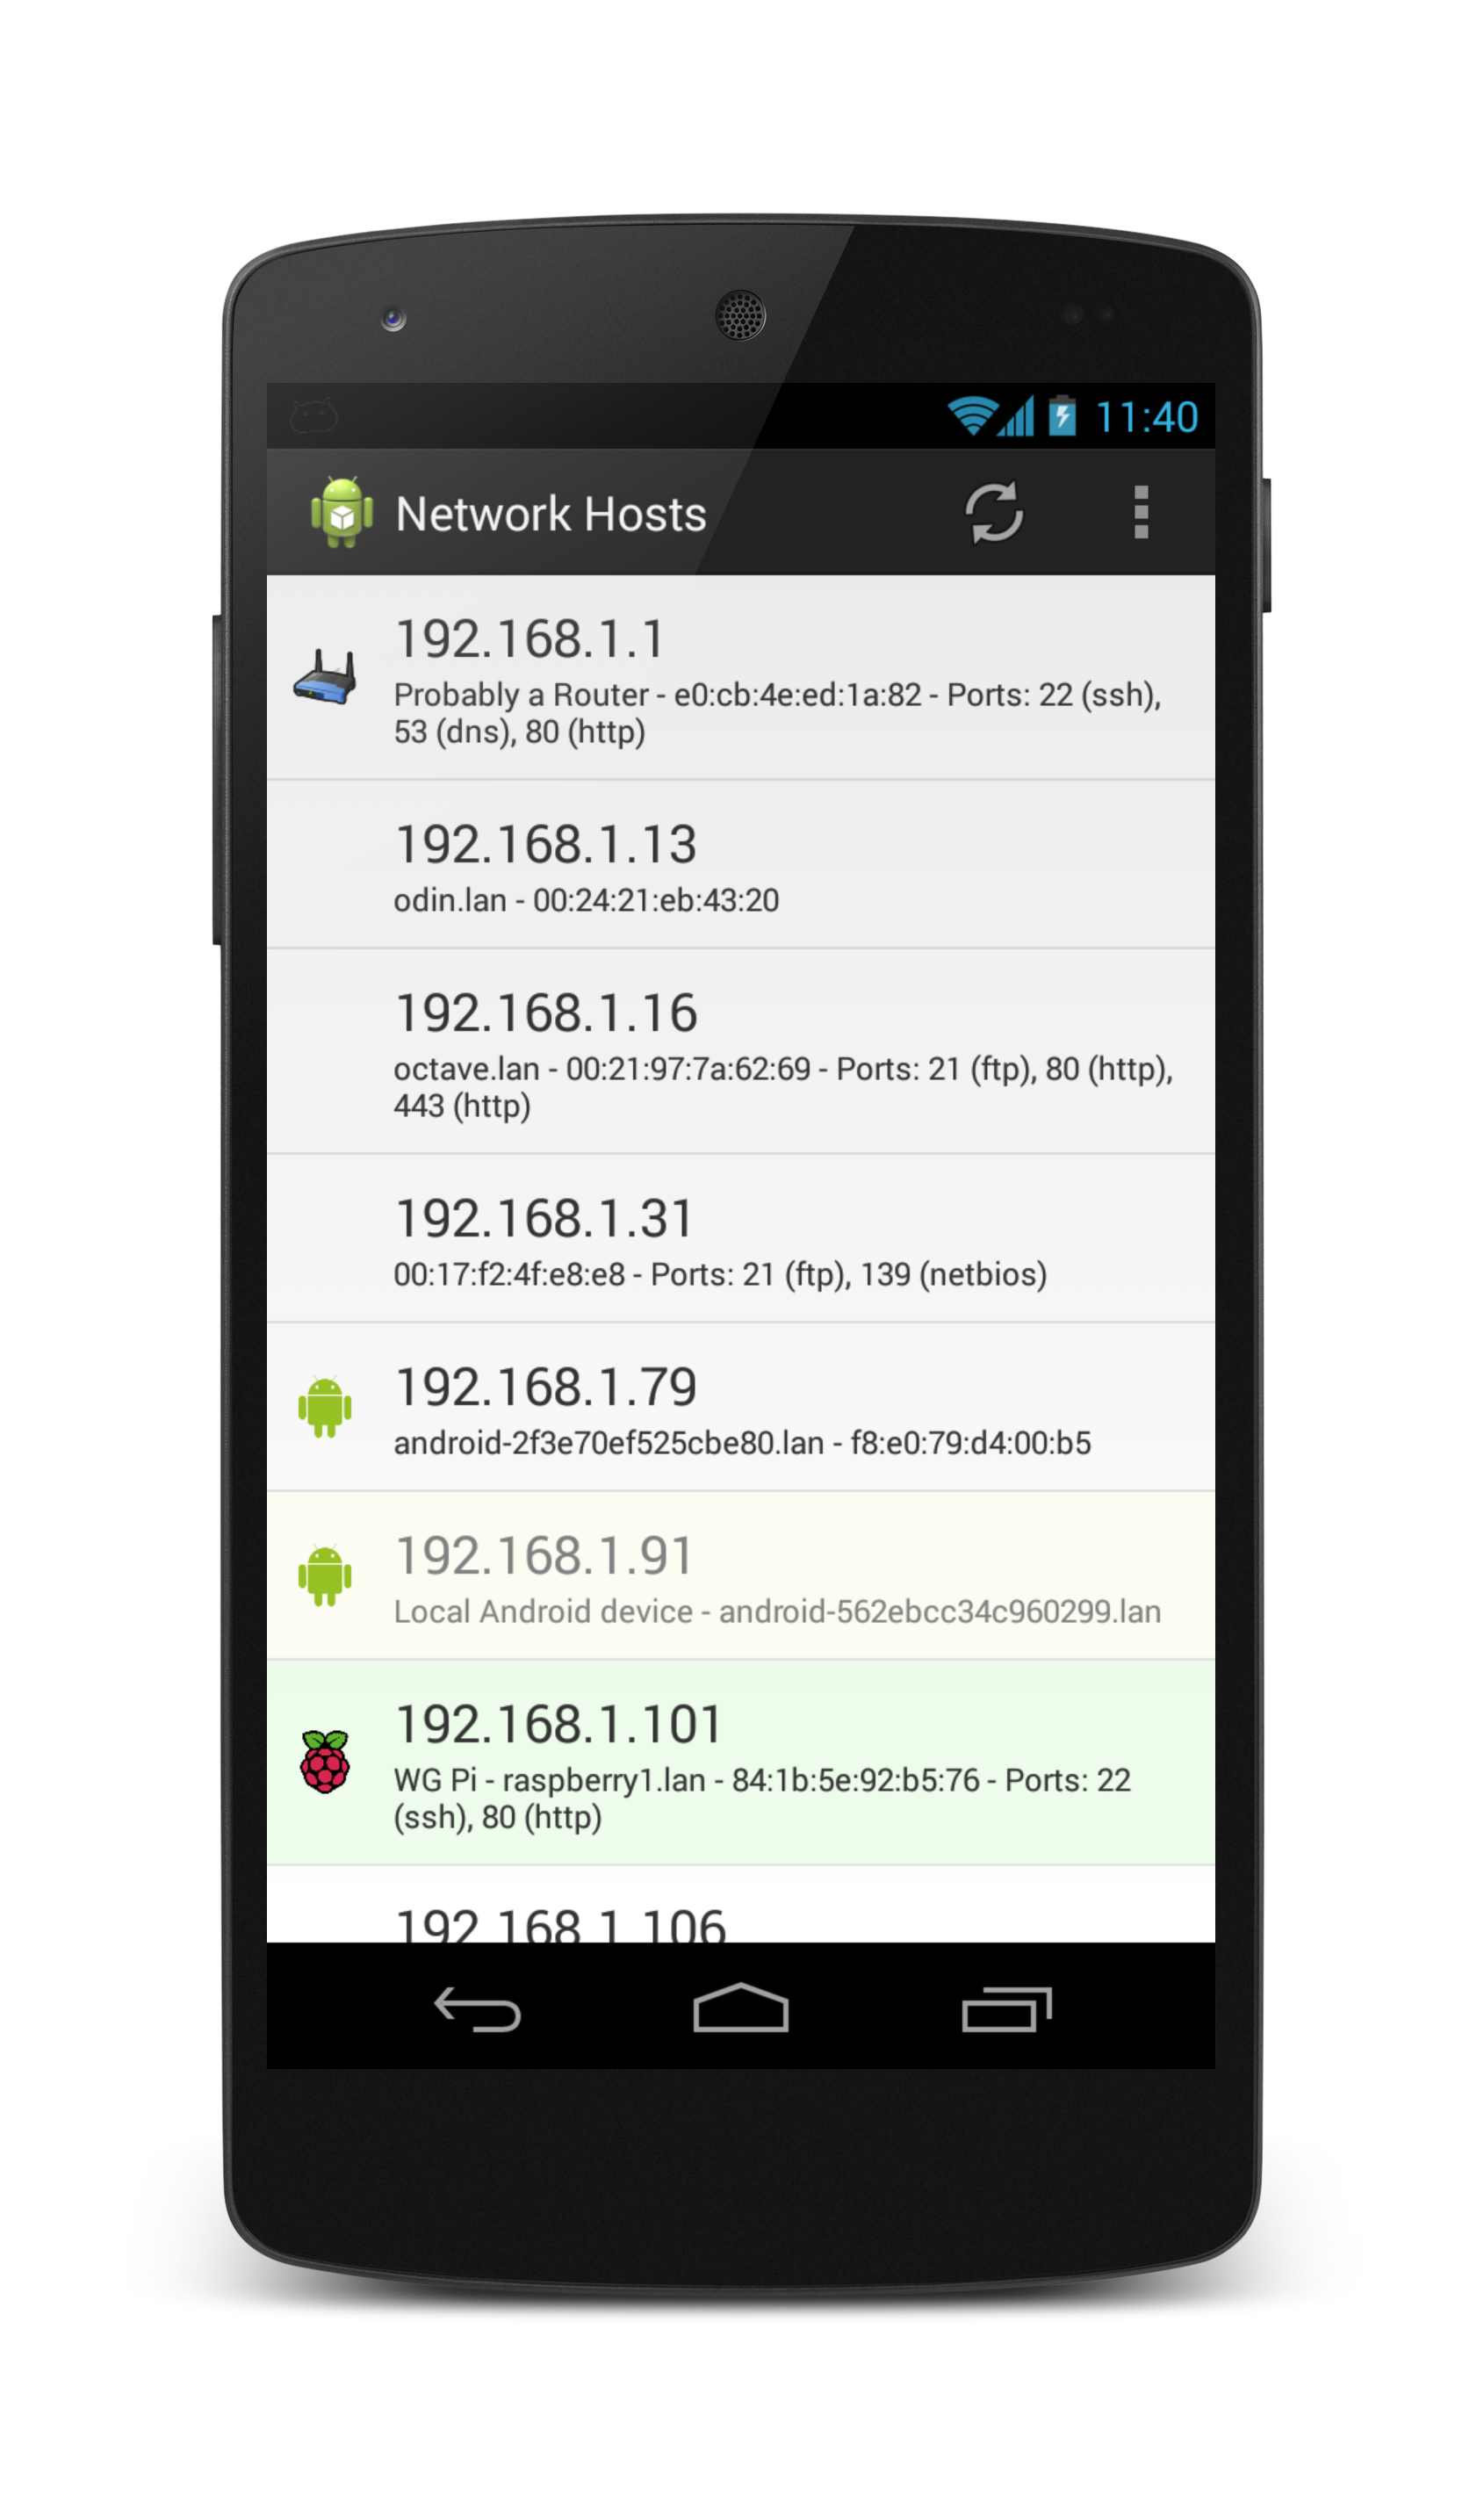 11:40
Network Hosts
192.168.1.1
Probably a Router - e0:cb:4e:ed:1a:82 - Ports: 22 (ssh),
53 (dns), 80 (http)
192.168.1.13
odin.lan - 00:24:21:eb:43:20
192.168.1.16
octave.lan - 00:21:97:7a:62:69 - Ports: 21 (ftp), 80 (http),
443 (http)
192.168.1.31
00:17:f2:4f:e8:e8 - Ports: 21 (ftp), 139 (netbios)
192.168.1.79
android-2f3e70ef525cbe80.lan - f8:e0:79:d4:00:b5
192.168.1.91
Local Android device - android-562ebcc34c960299.lan
192.168.1.101
WG Pi - raspberry1.lan - 84:1b:5e:92:b5:76 - Ports: 22
(ssh), 80 (http)
192.168.1.106